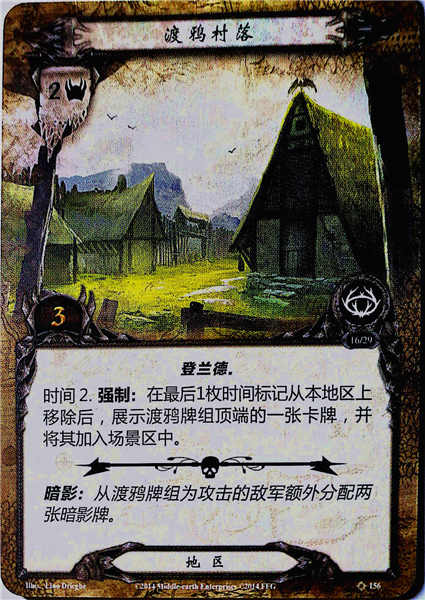 渡鸦村落
2
3
16/29
登兰德.
时间 2. 强制：在最后1枚时间标记从本地区上
移除后，展示渡鸦牌组顶端的一张卡牌，并
将其加入场景区中。
暗影：从渡鸦牌组为攻击的敌军额外分配两
张暗影牌。
地区
Illus. Lino Drieghe ©2014 Middle-earth Enterprises ©2014 FFG 156